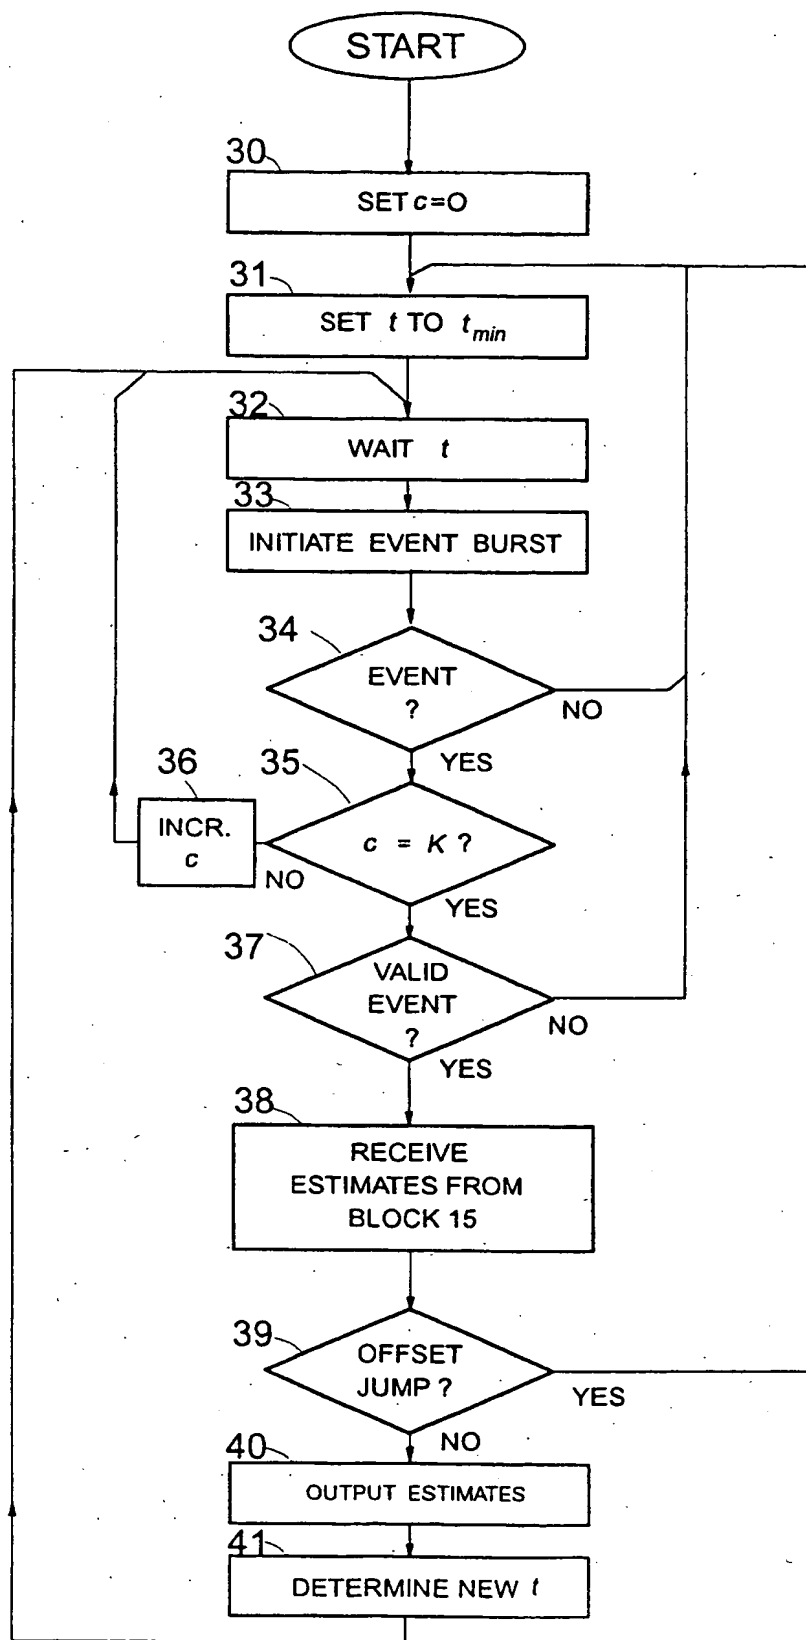 START
30
SET c=O
31
SET t TO tmin
32
WAIT t
33
INITIATE EVENT BURST
34
EVENT
?
NO
YES
36
35
INCR.
c
c = K ?
NO
YES
37
VALID
EVENT
?
NO
YES
38
RECEIVE
ESTIMATES FROM
BLOCK 15
39
OFFSET
JUMP ?
YES
NO
40
OUTPUT ESTIMATES
41
DETERMINE NEW t